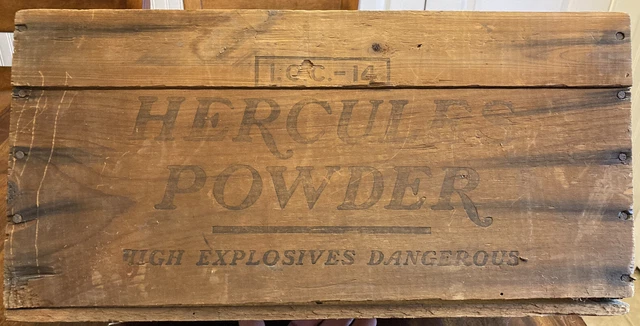 I.C.C.-14
HERCULES
POWDER
HIGH EXPLOSIVES DANGEROUS